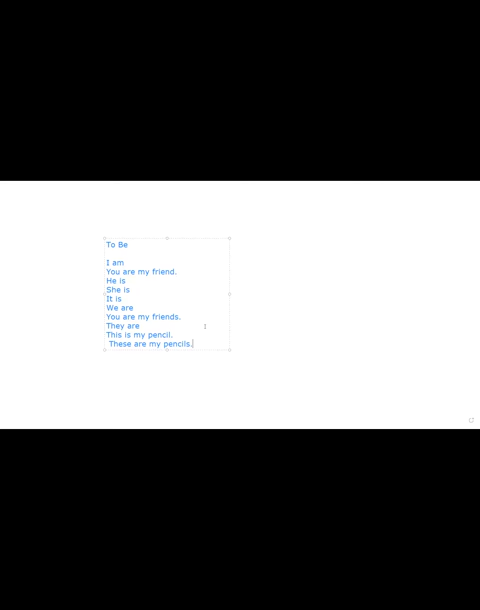 To Be
I am
You are my friend.
He is
She is
It is
We are
You are my friends.
They are
This is my pencil.
These are my pencils.